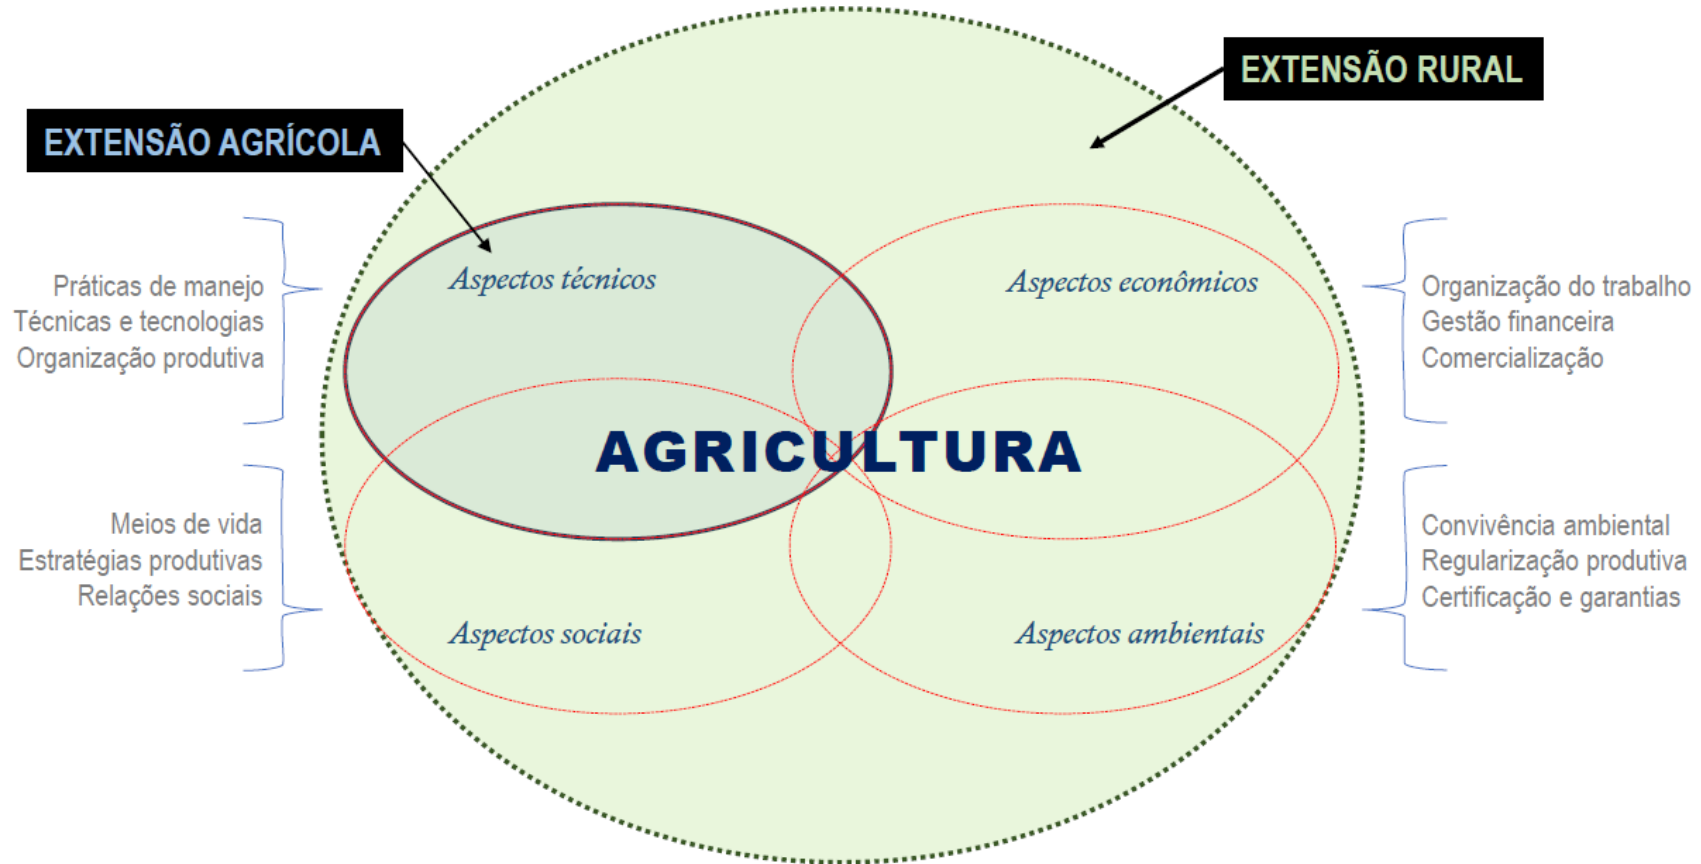 EXTENSÃO RURAL
EXTENSÃO AGRÍCOLA
Práticas de manejo
Técnicas e tecnologias
Organização produtiva
Aspectos técnicos
Aspectos econômicos
Organização do trabalho
Gestão financeira
Comercialização
AGRICULTURA
Meios de vida
Estratégias produtivas
Relações sociais
Aspectos sociais
Aspectos ambientais
Convivência ambiental
Regularização produtiva
Certificação e garantias